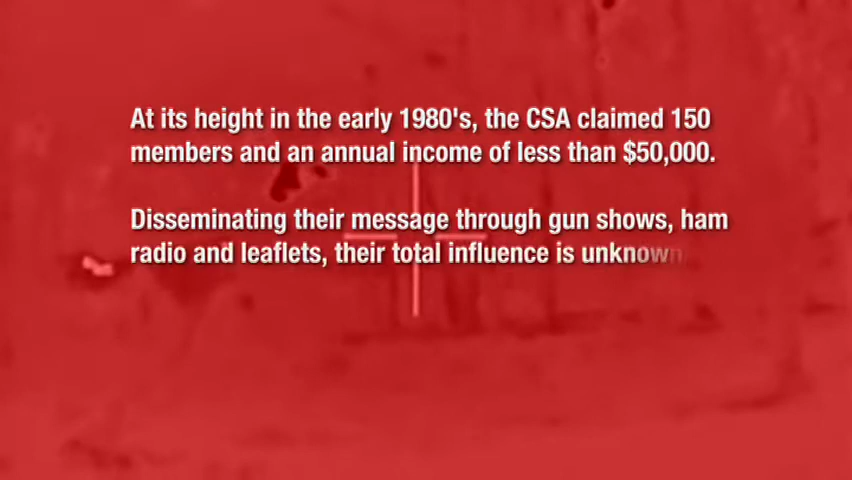 At its height in the early 1980's, the CSA claimed 150
members and an annual income of less than $50,000.
Disseminating their message through gun shows, ham
radio and leaflets, their total influence is unknown